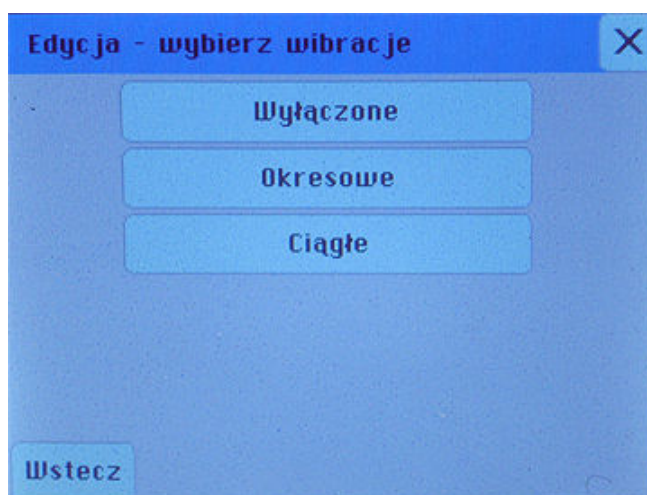 Edycja - wybierz wibracje
X
Wyłączone
Okresowe
Ciągłe
Wstecz